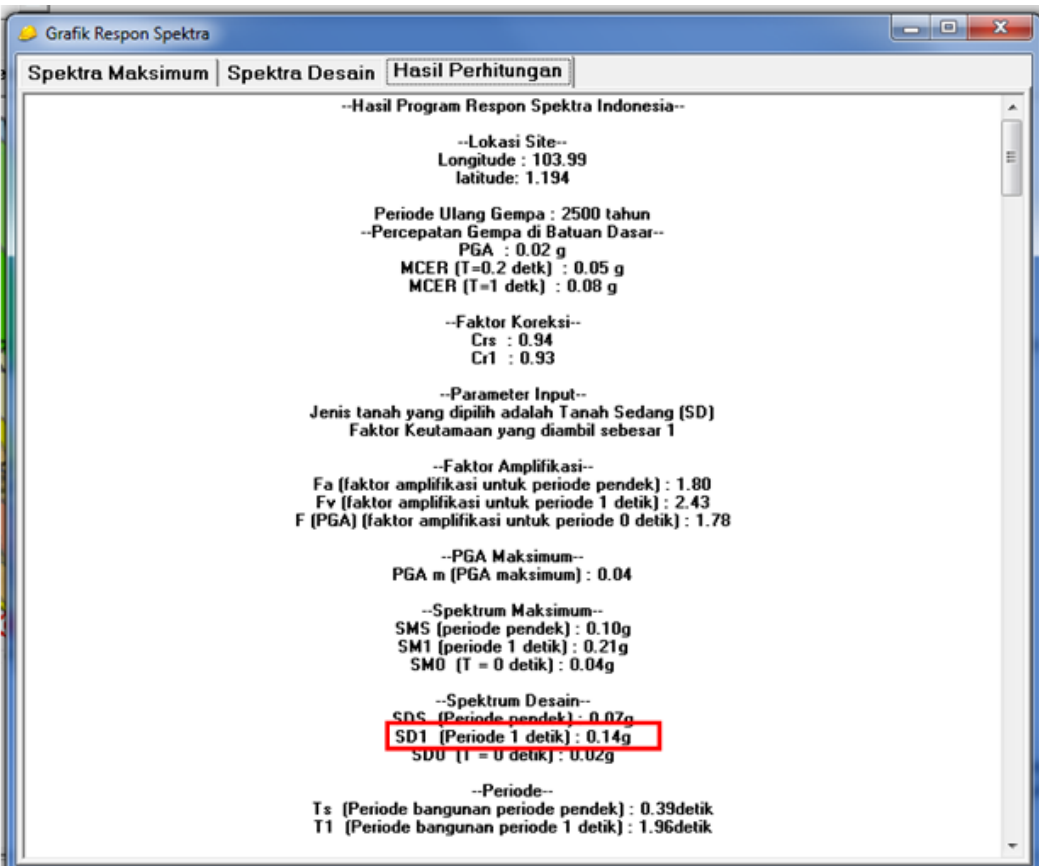 Grafik Respon Spektra
Spektra Maksimum Spektra Desain Hasil Perhitungan
--Hasil Program Respon Spektra Indonesia--
--Lokasi Site--
Longitude : 103.99
latitude: 1.194
Periode Ulang Gempa : 2500 tahun
--Percepatan Gempa di Batuan Dasar--
PGA : 0.02 g
MCER (T=0.2 detk) : 0.05 g
MCER (T=1 detk) : 0.08 g
--Faktor Koreksi--
Crs : 0.94
Cr1 : 0.93
--Parameter Input--
Jenis tanah yang dipilih adalah Tanah Sedang (SD)
Faktor Keutamaan yang diambil sebesar 1
--Faktor Amplifikasi--
Fa (faktor amplifikasi untuk periode pendek) : 1.80
Fv (faktor amplifikasi untuk periode 1 detik) : 2.43
F (PGA) (faktor amplifikasi untuk periode 0 detik) : 1.78
--PGA Maksimum--
PGA m (PGA maksimum) : 0.04
--Spektrum Maksimum--
SMS (periode pendek) : 0.10g
SM1 (periode 1 detik) : 0.21g
SM0 (T = 0 detik) : 0.04g
--Spektrum Desain--
SDS (Periode pendek) : 0.07g
SD1 (Periode 1 detik) : 0.14g
SD0 (T = 0 detik) : 0.02g
--Periode--
Ts (Periode bangunan periode pendek) : 0.39detik
T1 (Periode bangunan periode 1 detik) : 1.96detik